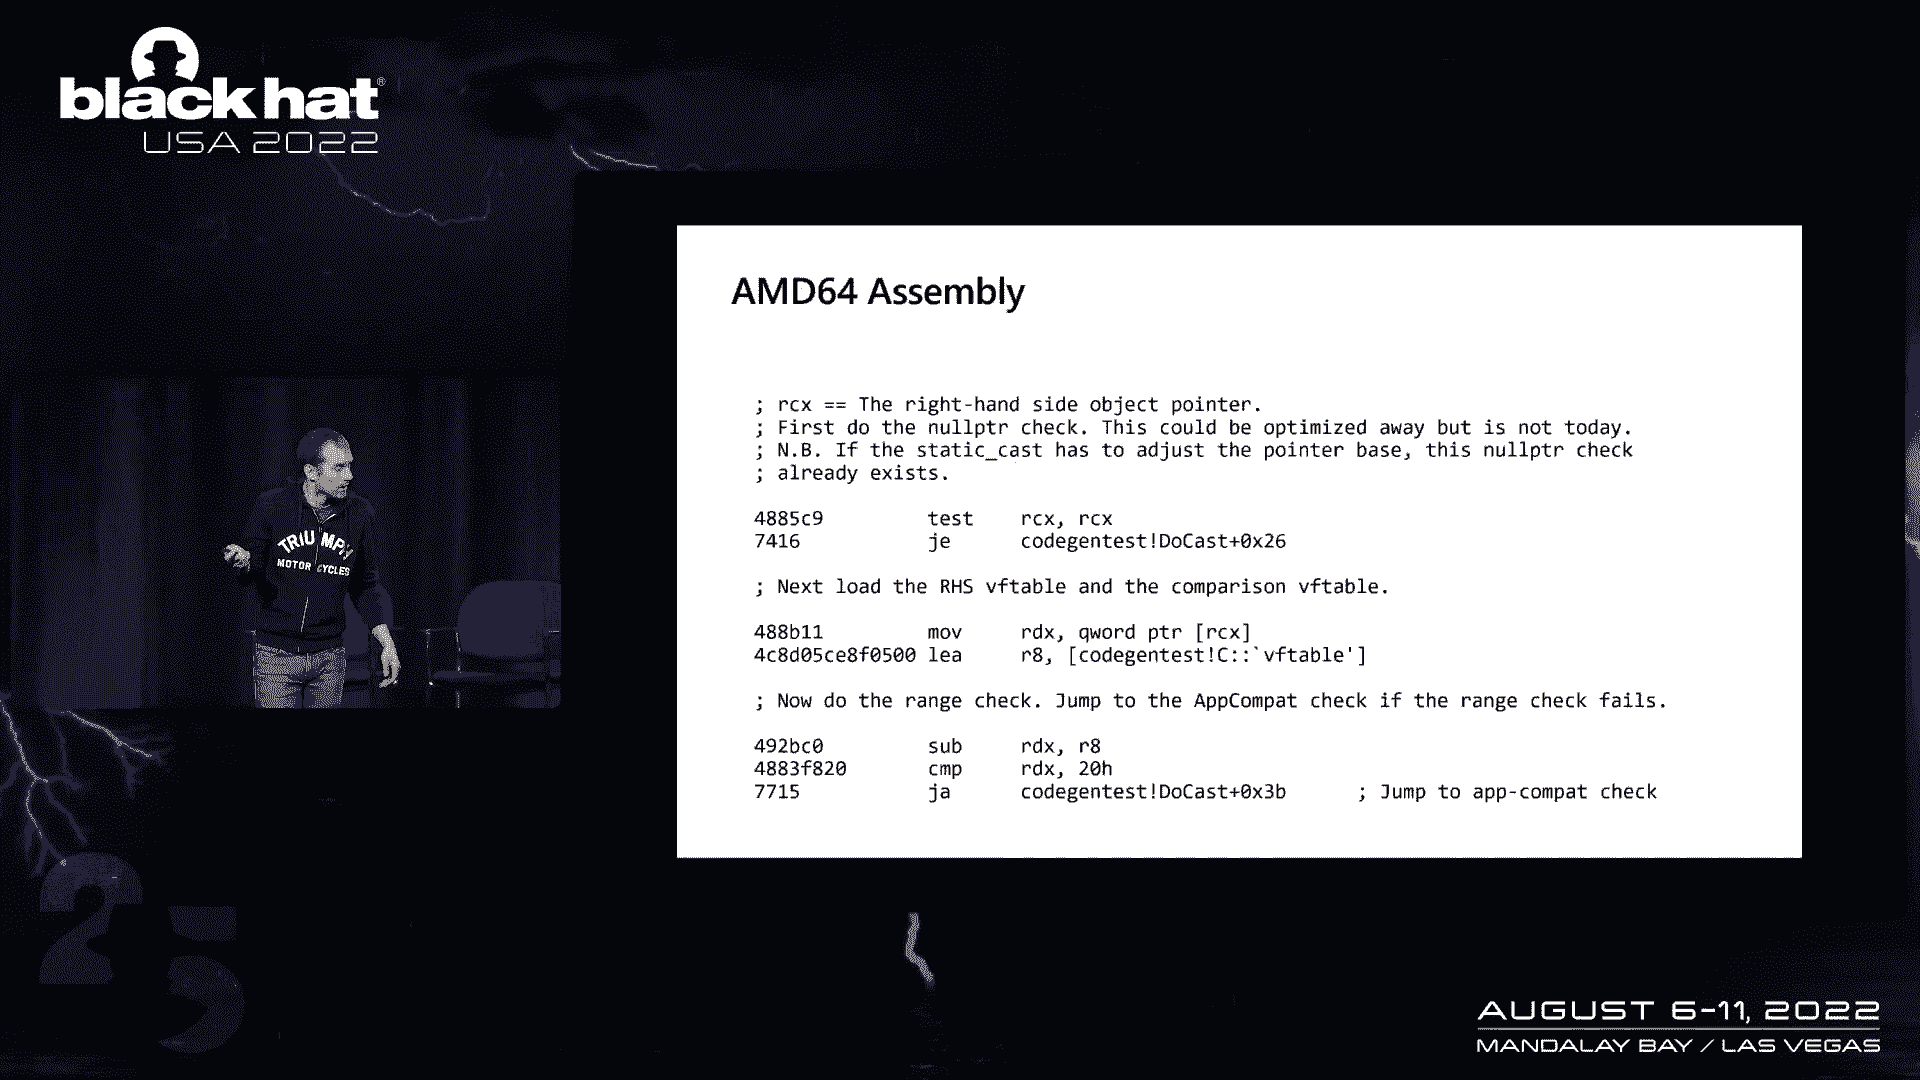 black hat®
USA 2022
TRIUMPH
MOTORCYCLES
AMD64 Assembly
; rcx == The right-hand side object pointer.
; First do the nullptr check. This could be optimized away but is not today.
; N.B. If the static_cast has to adjust the pointer base, this nullptr check
; already exists.
4885c9 test rcx, rcx
7416 je codegentest!DoCast+0x26
; Next load the RHS vftable and the comparison vftable.
488b11 mov rdx, qword ptr [rcx]
4c8d05ce8f0500 lea r8, [codegentest!C::`vftable']
; Now do the range check. Jump to the AppCompat check if the range check fails.
492bc0 sub rdx, r8
4883f820 cmp rdx, 20h
7715 ja codegentest!DoCast+0x3b ; Jump to app-compat check
25
AUGUST 6-11, 2022
MANDALAY BAY / LAS VEGAS